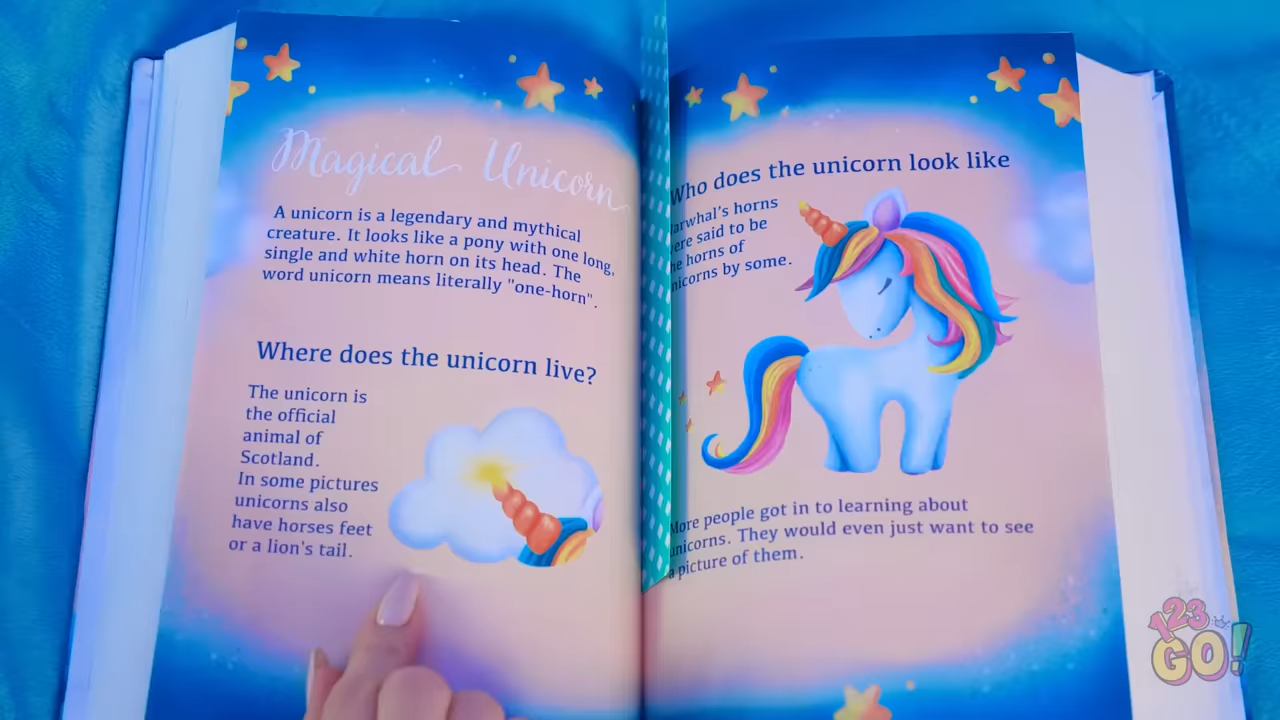 Magical Unicorn
A unicorn is a legendary and mythical
creature. It looks like a pony with one long,
single and white horn on its head. The
word unicorn means literally "one-horn".
Where does the unicorn live?
The unicorn is
the official
animal of
Scotland.
In some pictures
unicorns also
have horses feet
or a lion's tail.
Who does the unicorn look like
arwhal's horns
ere said to be
he horns of
nicorns by some.
More people got in to learning about
unicorns. They would even just want to see
a picture of them.
123
GO!